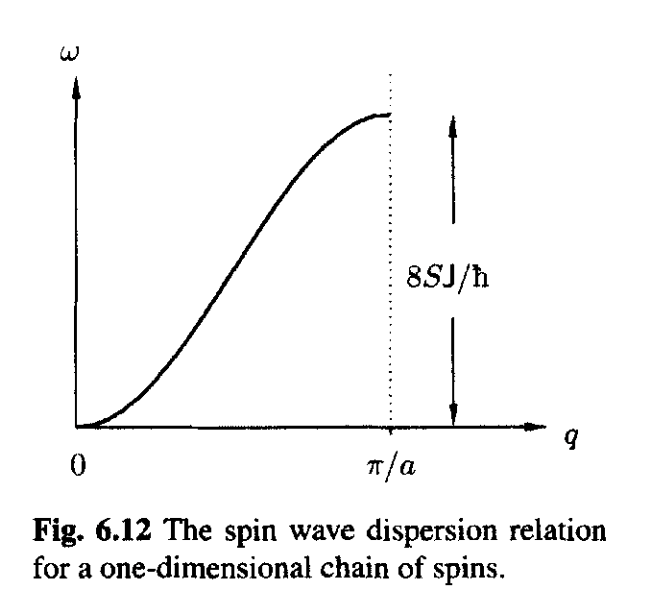 ω
8SJ/ħ
q
0
π/a
Fig. 6.12 The spin wave dispersion relation
for a one-dimensional chain of spins.